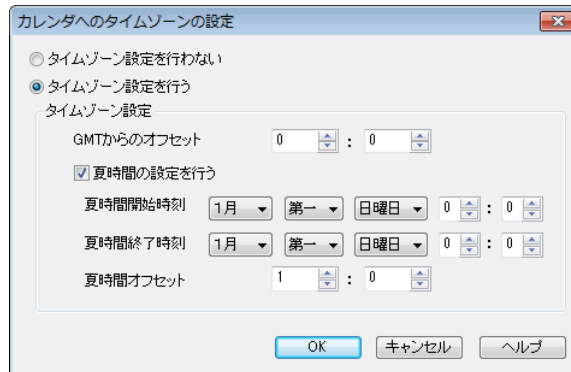 カレンダへのタイムゾーンの設定
タイムゾーン設定を行わない
タイムゾーン設定を行う
タイムゾーン設定
GMTからのオフセット 0 : 0
夏時間の設定を行う
夏時間開始時刻 1月 第一 日曜日 0 : 0
夏時間終了時刻 1月 第一 日曜日 0 : 0
夏時間オフセット 1 : 0
OK キャンセル ヘルプ